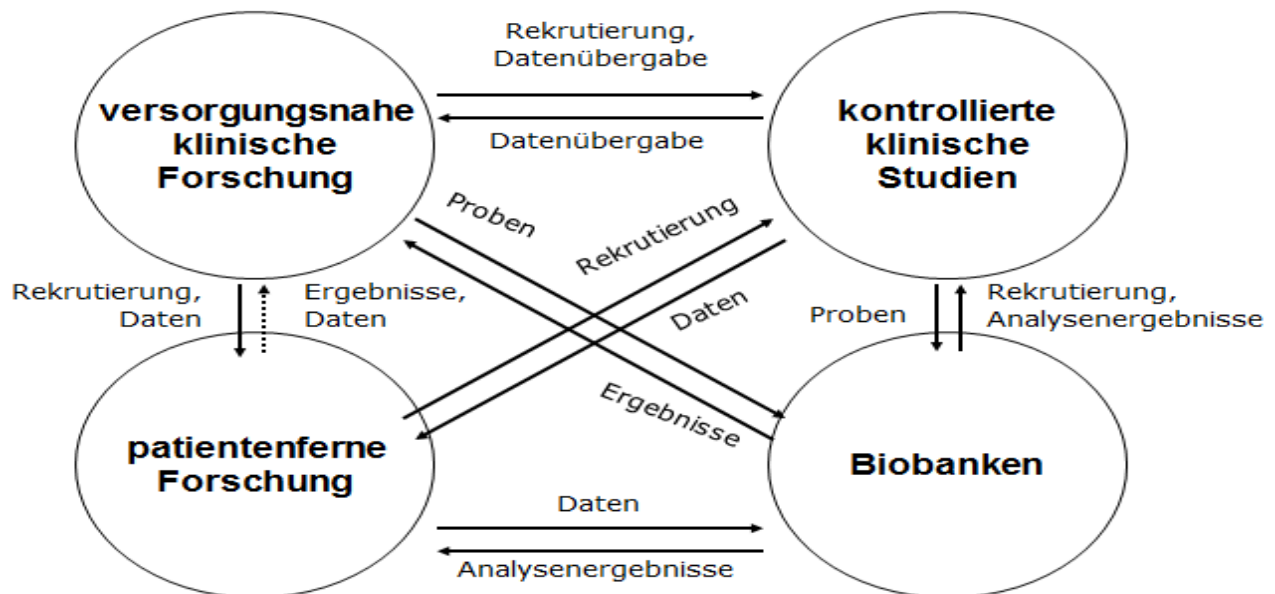 Rekrutierung,
Datenübergabe
versorgungsnahe
klinische
Forschung
kontrollierte
klinische
Studien
Datenübergabe
Proben
Rekrutierung
Rekrutierung,
Daten
Ergebnisse,
Daten
Daten
Proben
Rekrutierung,
Analysenergebnisse
Ergebnisse
patientenferne
Forschung
Biobanken
Daten
Analysenergebnisse